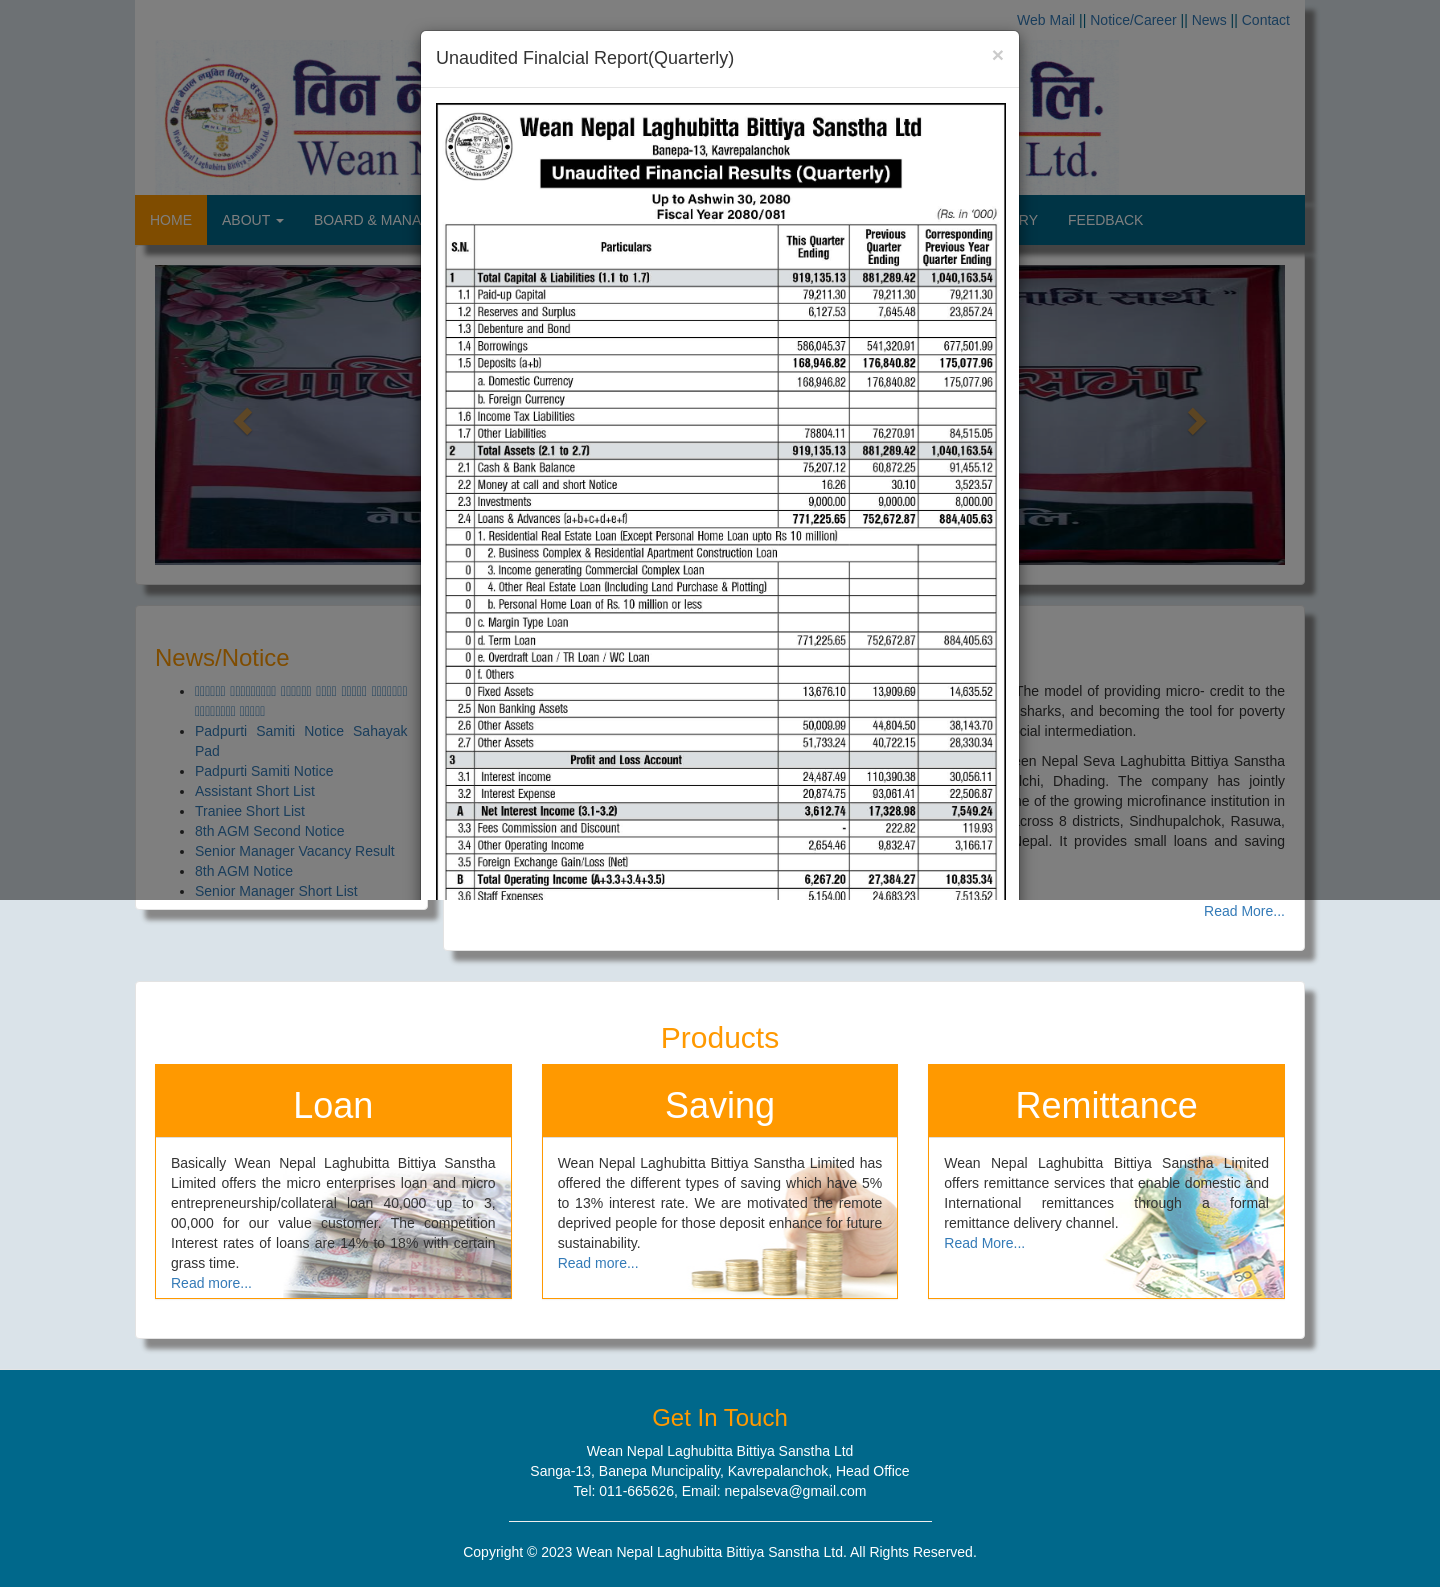 Web Mail || Notice/Career || News || Contact
Unaudited Finalcial Report(Quarterly)
×
विन ने
लि.
Wean N
Ltd.
HOME ABOUT BOARD & MANA RY FEEDBACK
Wean Nepal Laghubitta Bittiya Sanstha Ltd
Banepa-13, Kavrepalanchok
Unaudited Financial Results (Quarterly)
Up to Ashwin 30, 2080
Fiscal Year 2080/081 (Rs. in '000)
S.N. Particulars This Quarter Ending Previous Quarter Ending Corresponding Previous Year Quarter Ending
1 Total Capital & Liabilities (1.1 to 1.7) 919,135.13 881,289.42 1,040,163.54
1.1 Paid-up Capital 79,211.30 79,211.30 79,211.30
1.2 Reserves and Surplus 6,127.53 7,645.48 23,857.24
1.3 Debenture and Bond
1.4 Borrowings 586,045.37 541,320.91 677,501.99
1.5 Deposits (a+b) 168,946.82 176,840.82 175,077.96
a. Domestic Currency 168,946.82 176,840.82 175,077.96
b. Foreign Currency
1.6 Income Tax Liabilities
1.7 Other Liabilities 78804.11 76,270.91 84,515.05
2 Total Assets (2.1 to 2.7) 919,135.13 881,289.42 1,040,163.54
2.1 Cash & Bank Balance 75,207.12 60,872.25 91,455.12
2.2 Money at call and short Notice 16.26 30.10 3,523.57
2.3 Investments 9,000.00 9,000.00 8,000.00
2.4 Loans & Advances (a+b+c+d+e+f) 771,225.65 752,672.87 884,405.63
0 1. Residential Real Estate Loan (Except Personal Home Loan upto Rs 10 million)
0 2. Business Complex & Residential Apartment Construction Loan
0 3. Income generating Commercial Complex Loan
0 4. Other Real Estate Loan (Including Land Purchase & Plotting)
0 b. Personal Home Loan of Rs. 10 million or less
0 c. Margin Type Loan
0 d. Term Loan 771,225.65 752,672.87 884,405.63
0 e. Overdraft Loan / TR Loan / WC Loan
0 f. Others
0 Fixed Assets 13,676.10 13,909.69 14,635.52
2.5 Non Banking Assets
2.6 Other Assets 50,009.99 44,804.50 38,143.70
2.7 Other Assets 51,733.24 40,722.15 28,330.34
3 Profit and Loss Account
3.1 Interest income 24,487.49 110,390.38 30,056.11
3.2 Interest Expense 20,874.75 93,061.41 22,506.87
A Net Interest Income (3.1-3.2) 3,612.74 17,328.98 7,549.24
3.3 Fees Commission and Discount - 222.82 119.93
3.4 Other Operating Income 2,654.46 9,832.47 3,166.17
3.5 Foreign Exchange Gain/Loss (Net)
B Total Operating Income (A+3.3+3.4+3.5) 6,267.20 27,384.27 10,835.34
3.6 Staff Expenses 5,154.00 24,683.23 7,513.52
News/Notice
Padpurti Samiti Notice Sahayak
Pad
Padpurti Samiti Notice
Assistant Short List
Traniee Short List
8th AGM Second Notice
Senior Manager Vacancy Result
8th AGM Notice
Senior Manager Short List
The model of providing micro- credit to the
sharks, and becoming the tool for poverty
cial intermediation.
een Nepal Seva Laghubitta Bittiya Sanstha
lchi, Dhading. The company has jointly
ne of the growing microfinance institution in
across 8 districts, Sindhupalchok, Rasuwa,
Nepal. It provides small loans and saving
Read More...
Products
Loan
Basically Wean Nepal Laghubitta Bittiya Sanstha
Limited offers the micro enterprises loan and micro
entrepreneurship/collateral loan 40,000 up to 3,
00,000 for our value customer. The competition
Interest rates of loans are 14% to 18% with certain
grass time.
Read more...
Saving
Wean Nepal Laghubitta Bittiya Sanstha Limited has
offered the different types of saving which have 5%
to 13% interest rate. We are motivated the remote
deprived people for those deposit enhance for future
sustainability.
Read more...
Remittance
Wean Nepal Laghubitta Bittiya Sanstha Limited
offers remittance services that enable domestic and
International remittances through a formal
remittance delivery channel.
Read More...
Get In Touch
Wean Nepal Laghubitta Bittiya Sanstha Ltd
Sanga-13, Banepa Muncipality, Kavrepalanchok, Head Office
Tel: 011-665626, Email: nepalseva@gmail.com
Copyright © 2023 Wean Nepal Laghubitta Bittiya Sanstha Ltd. All Rights Reserved.